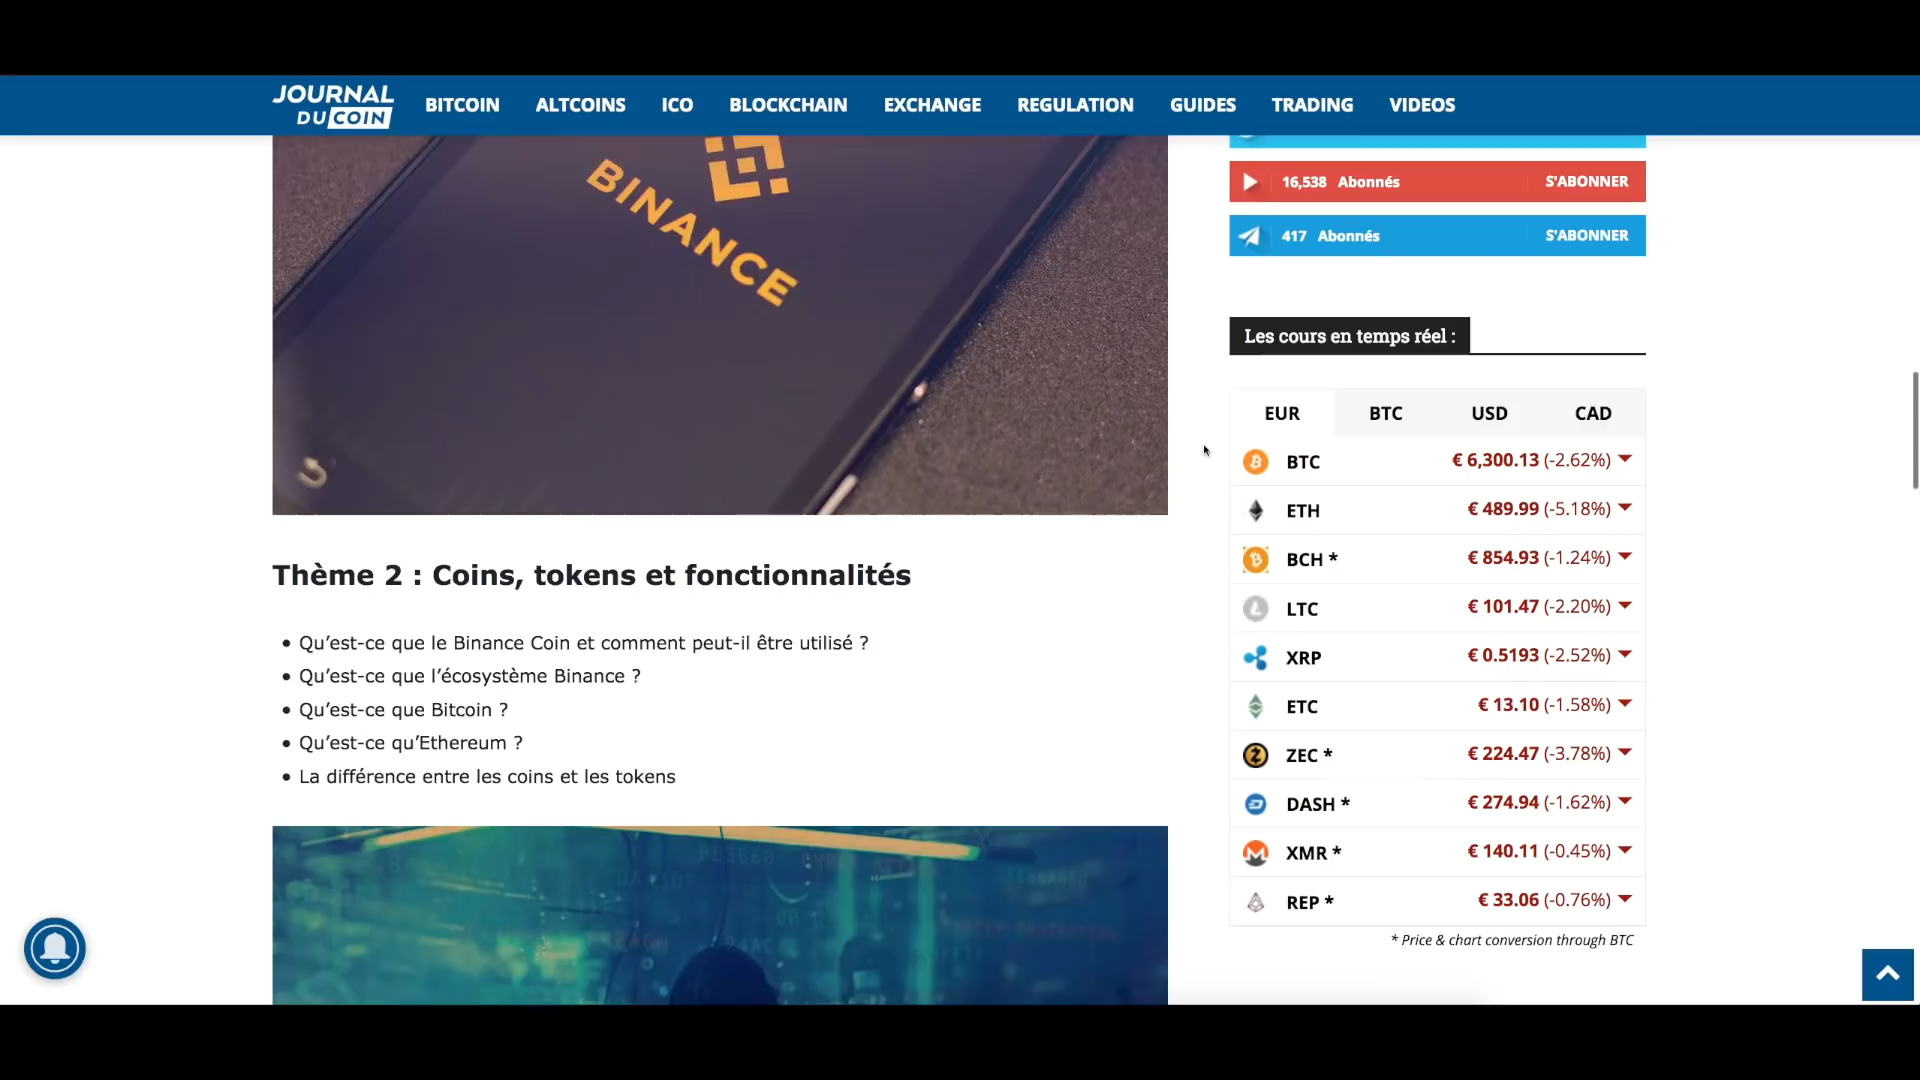 JOURNAL
DU COIN
BITCOIN
ALTCOINS
ICO
BLOCKCHAIN
EXCHANGE
REGULATION
GUIDES
TRADING
VIDEOS
BINANCE
Thème 2 : Coins, tokens et fonctionnalités
• Qu’est-ce que le Binance Coin et comment peut-il être utilisé ?
• Qu’est-ce que l’écosystème Binance ?
• Qu’est-ce que Bitcoin ?
• Qu’est-ce qu’Ethereum ?
• La différence entre les coins et les tokens
16,538 Abonnés S'ABONNER
417 Abonnés S'ABONNER
Les cours en temps réel :
EUR BTC USD CAD
BTC € 6,300.13 (-2.62%)
ETH € 489.99 (-5.18%)
BCH * € 854.93 (-1.24%)
LTC € 101.47 (-2.20%)
XRP € 0.5193 (-2.52%)
ETC € 13.10 (-1.58%)
ZEC * € 224.47 (-3.78%)
DASH * € 274.94 (-1.62%)
XMR * € 140.11 (-0.45%)
REP * € 33.06 (-0.76%)
* Price & chart conversion through BTC